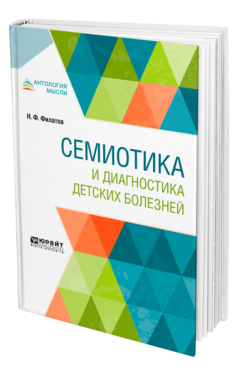 АНТОЛОГИЯ
МЫСЛИ
Н. Ф. Филатов
СЕМИОТИКА
И ДИАГНОСТИКА
ДЕТСКИХ БОЛЕЗНЕЙ
юрайт